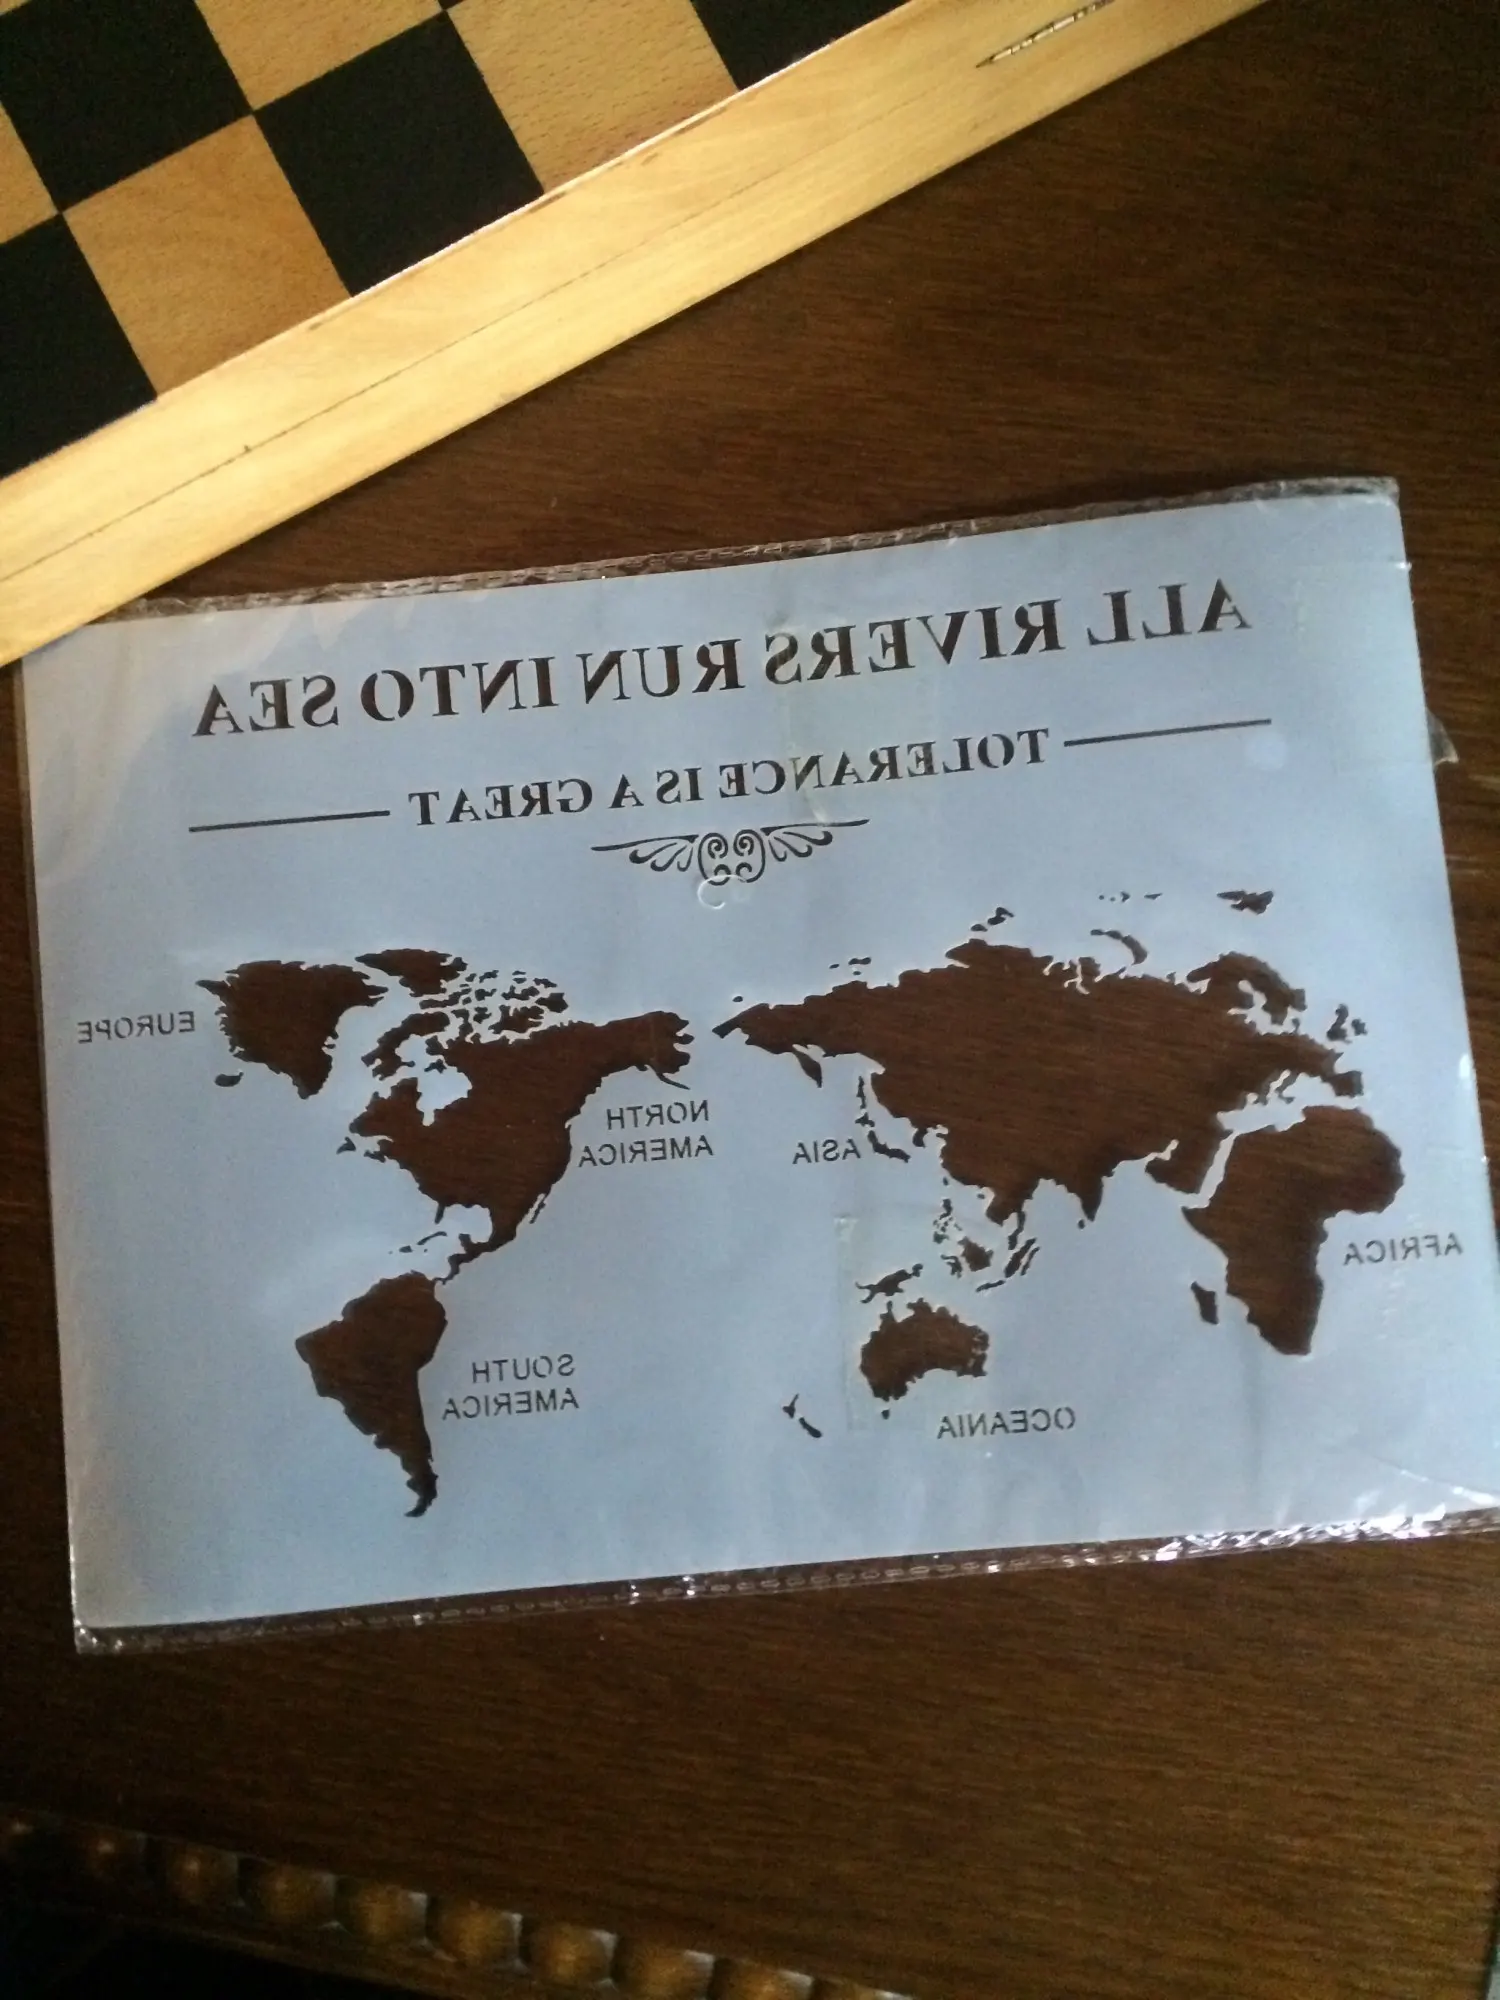 ALL RIVERS RUN INTO SEA
TOLERANCE IS A GREAT
EUROPE
NORTH
AMERICA
ASIA
AFRICA
SOUTH
AMERICA
OCEANIA